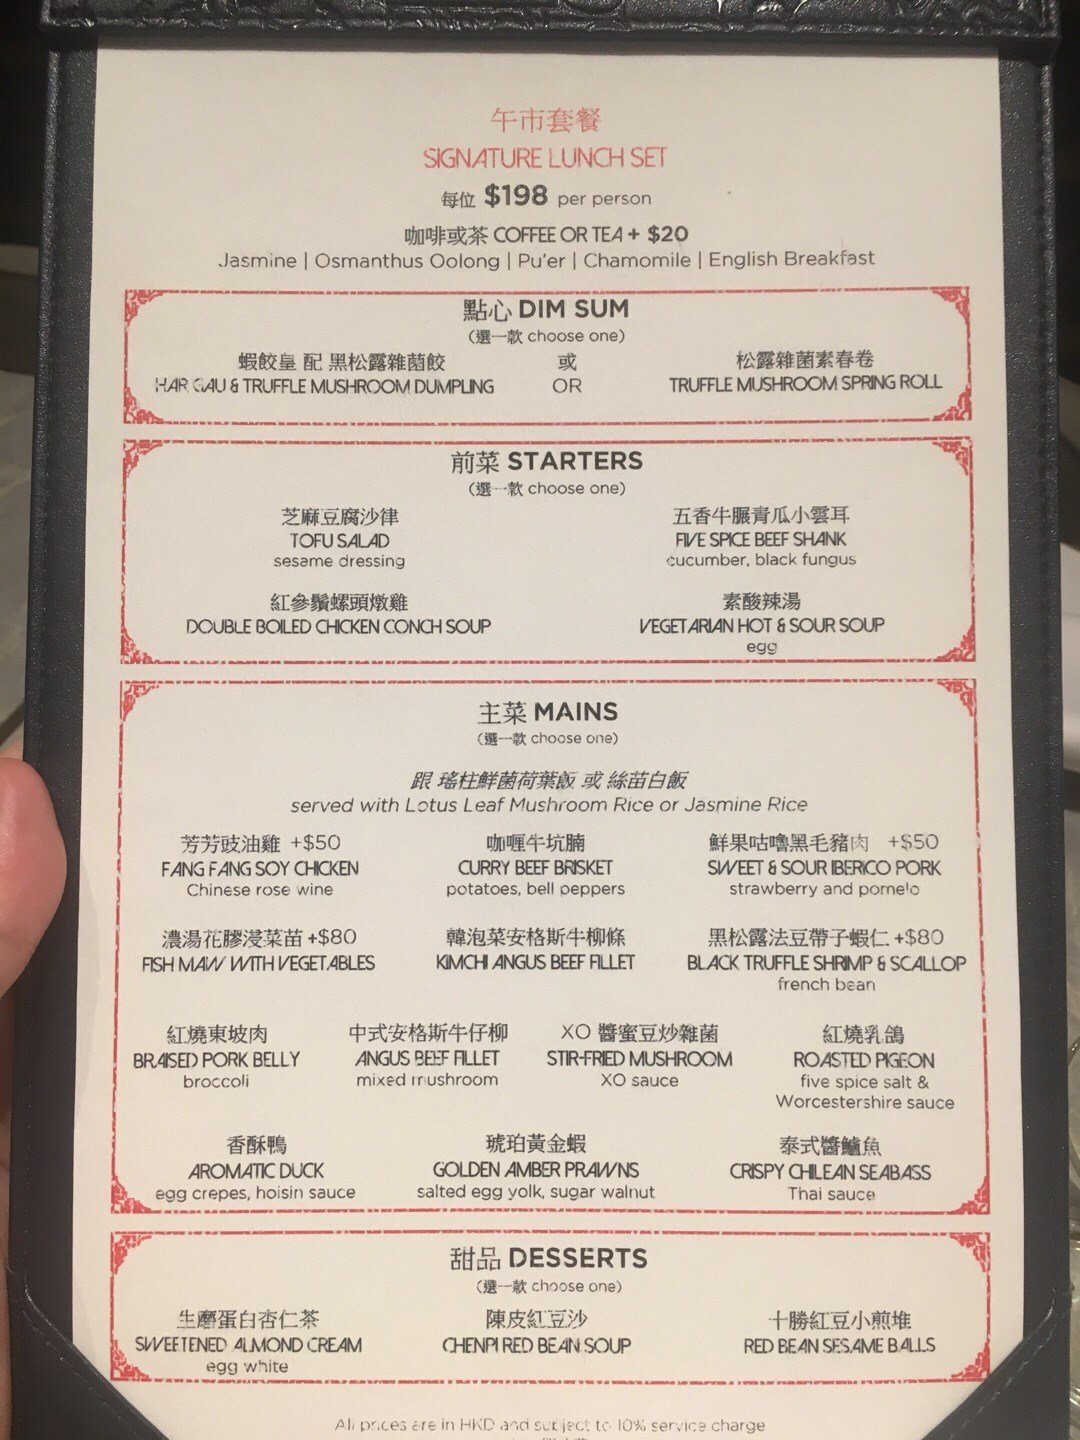 午市套餐
SIGNATURE LUNCH SET
每位 $198 per person
咖啡或茶 COFFEE OR TEA + $20
Jasmine | Osmanthus Oolong | Pu'er | Chamomile | English Breakfast
點心 DIM SUM
(選一款 choose one)
蝦餃皇 配 黑松露雜菌餃 或 松露雜菌素春卷
HAR GAU & TRUFFLE MUSHROOM DUMPLING OR TRUFFLE MUSHROOM SPRING ROLL
前菜 STARTERS
(選一款 choose one)
芝麻豆腐沙律 五香牛𦟌青瓜小雲耳
TOFU SALAD FIVE SPICE BEEF SHANK
sesame dressing cucumber, black fungus
紅參鬚螺頭燉雞 素酸辣湯
DOUBLE BOILED CHICKEN CONCH SOUP VEGETARIAN HOT & SOUR SOUP
egg
主菜 MAINS
(選一款 choose one)
跟 瑤柱鮮菌荷葉飯 或 絲苗白飯
served with Lotus Leaf Mushroom Rice or Jasmine Rice
芳芳豉油雞 +$50 咖喱牛坑腩 鮮果咕嚕黑毛豬肉 +$50
FANG FANG SOY CHICKEN CURRY BEEF BRISKET SWEET & SOUR IBERICO PORK
Chinese rose wine potatoes, bell peppers strawberry and pomelo
濃湯花膠浸菜苗 +$80 韓泡菜安格斯牛柳條 黑松露法豆帶子蝦仁 +$80
FISH MAW WITH VEGETABLES KIMCHI ANGUS BEEF FILLET BLACK TRUFFLE SHRIMP & SCALLOP
french bean
紅燒東坡肉 中式安格斯牛仔柳 XO 醬蜜豆炒雜菌 紅燒乳鴿
BRAISED PORK BELLY ANGUS BEEF FILLET STIR-FRIED MUSHROOM ROASTED PIGEON
broccoli mixed mushroom XO sauce five spice salt &
Worcestershire sauce
香酥鴨 琥珀黃金蝦 泰式醬鱸魚
AROMATIC DUCK GOLDEN AMBER PRAWNS CRISPY CHILEAN SEABASS
egg crepes, hoisin sauce salted egg yolk, sugar walnut Thai sauce
甜品 DESSERTS
(選一款 choose one)
生磨蛋白杏仁茶 陳皮紅豆沙 十勝紅豆小煎堆
SWEETENED ALMOND CREAM CHENPI RED BEAN SOUP RED BEAN SESAME BALLS
egg white
All prices are in HKD and subject to 10% service charge